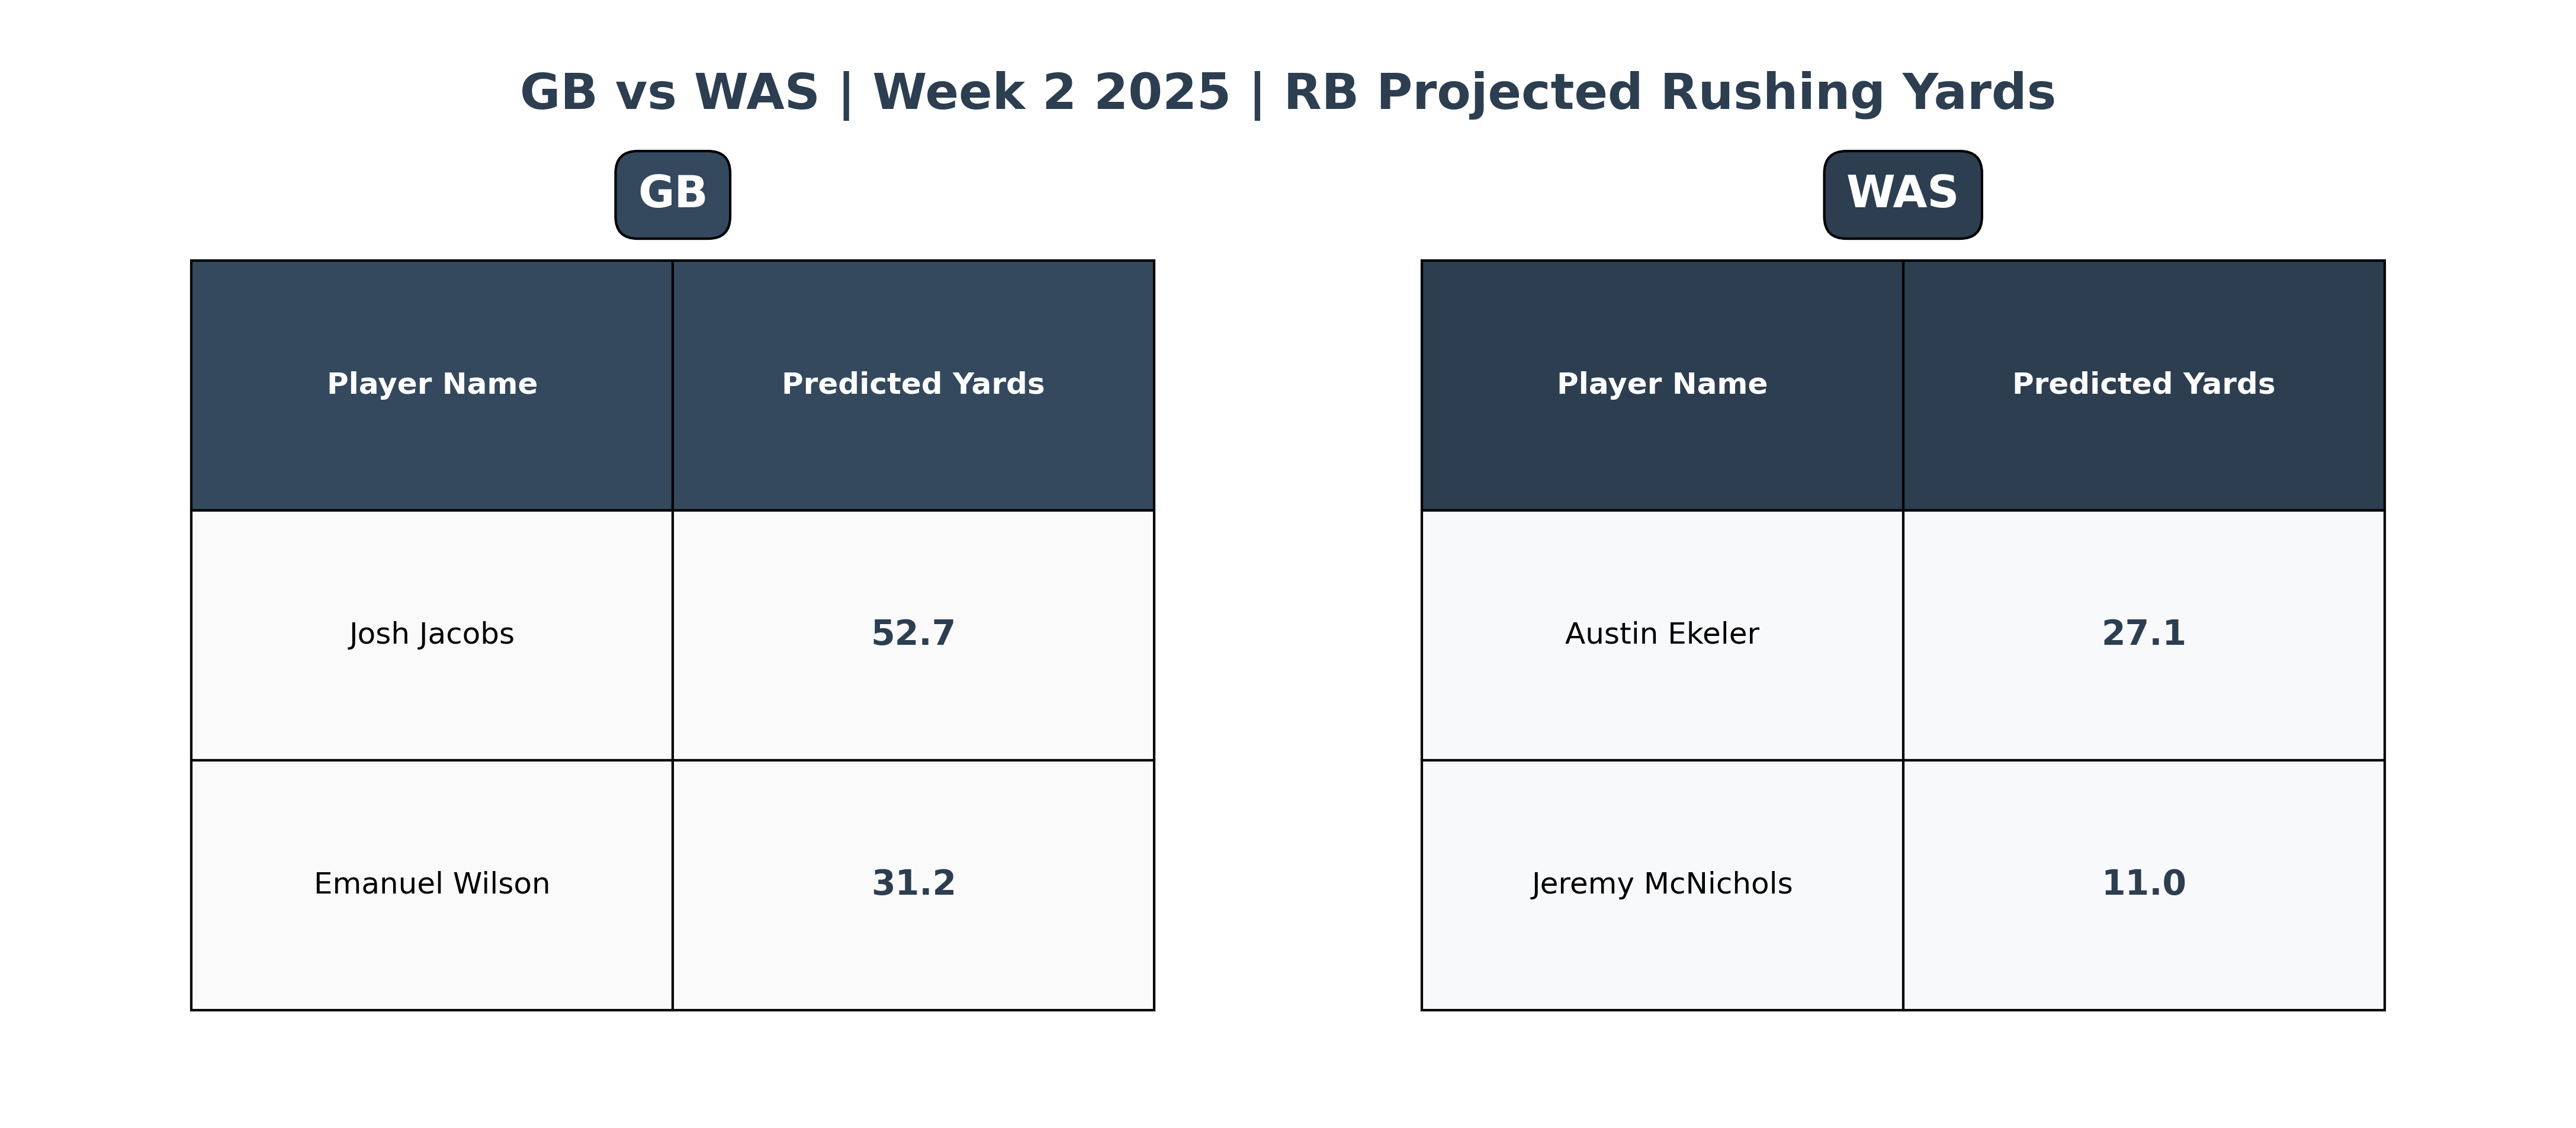 GB vs WAS | Week 2 2025 | RB Projected Rushing Yards
GB
Player Name Predicted Yards
Josh Jacobs 52.7
Emanuel Wilson 31.2
WAS
Player Name Predicted Yards
Austin Ekeler 27.1
Jeremy McNichols 11.0